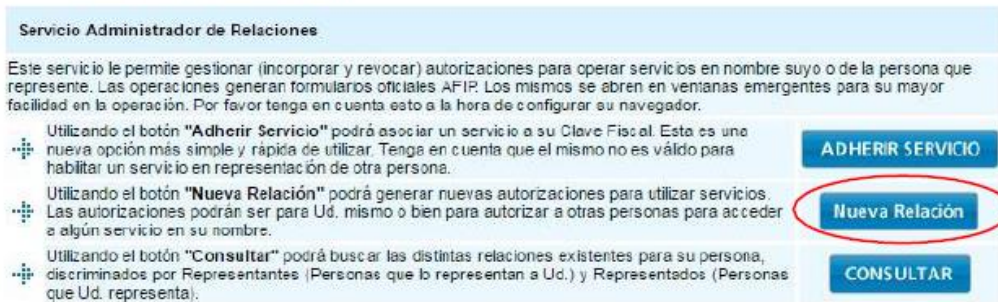 Servicio Administrador de Relaciones
Este servicio le permite gestionar (incorporar y revocar) autorizaciones para operar servicios en nombre suyo o de la persona que
represente. Las operaciones generan formularios oficiales AFIP. Los mismos se abren en ventanas emergentes para su mayor
facilidad en la operación. Por favor tenga en cuenta esto a la hora de configurar su navegador.
Utilizando el botón "Adherir Servicio" podrá asociar un servicio a su Clave Fiscal. Esta es una
nueva opción más simple y rápida de utilizar. Tenga en cuenta que el mismo no es válido para
habilitar un servicio en representación de otra persona.
ADHERIR SERVICIO
Utilizando el botón "Nueva Relación" podrá generar nuevas autorizaciones para utilizar servicios.
Las autorizaciones podrán ser para Ud. mismo o bien para autorizar a otras personas para acceder
a algún servicio en su nombre.
Nueva Relación
Utilizando el botón "Consultar" podrá buscar las distintas relaciones existentes para su persona,
discriminados por Representantes (Personas que lo representan a Ud.) y Representados (Personas
que Ud. representa).
CONSULTAR